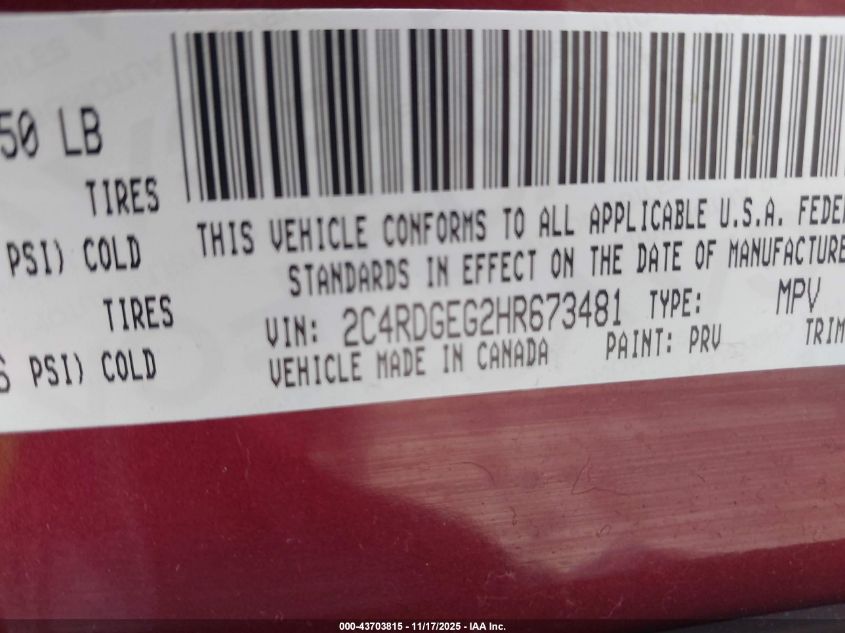 50 LB
TIRES
PSI) COLD
TIRES
6 PSI) COLD
THIS VEHICLE CONFORMS TO ALL APPLICABLE U.S.A. FEDE
STANDARDS IN EFFECT ON THE DATE OF MANUFACTURE
VIN: 2C4RDGEG2HR673481 TYPE: MPV
VEHICLE MADE IN CANADA PAINT: PRV TRIM
000-43703815 - 11/17/2025 - IAA Inc.